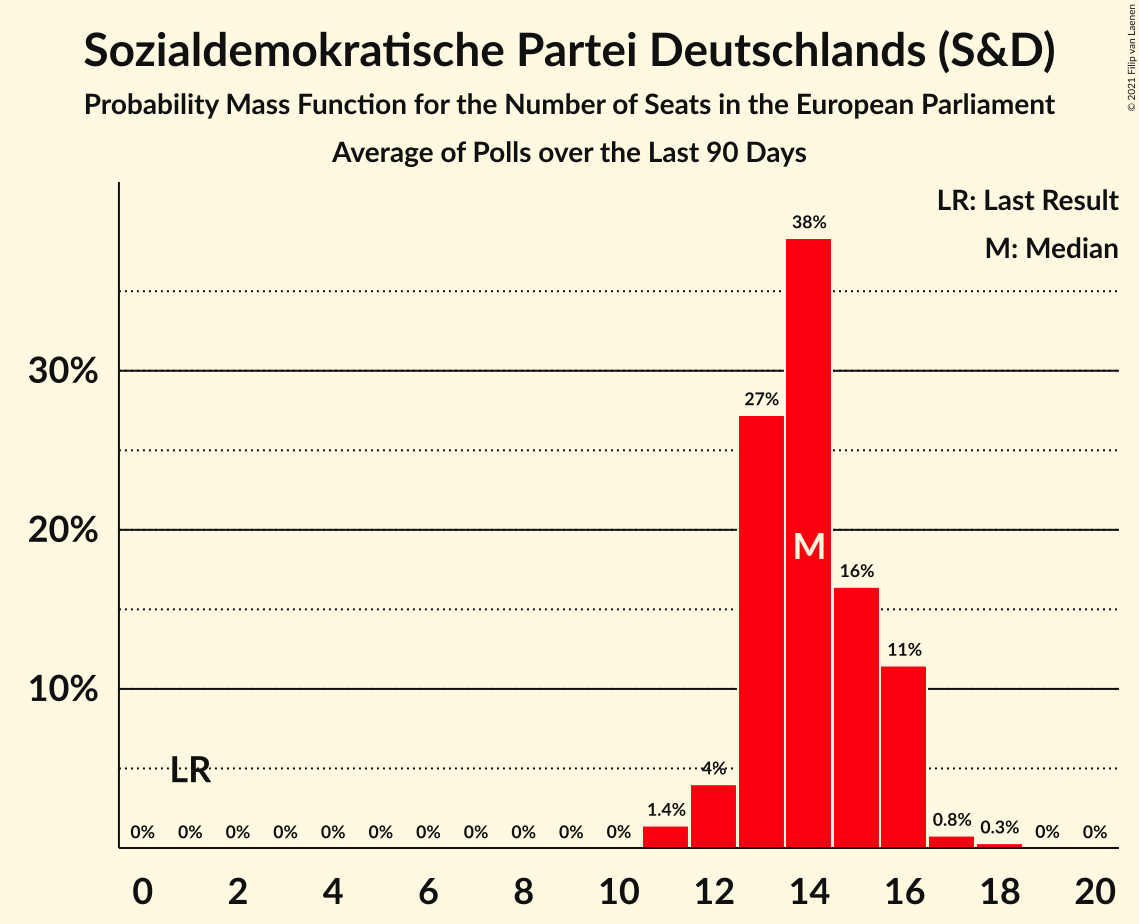 Sozialdemokratische Partei Deutschlands (S&D)
Probability Mass Function for the Number of Seats in the European Parliament
Average of Polls over the Last 90 Days
© 2021 Filip van Laenen
LR: Last Result
M: Median
38%
30%
27%
20%
M
16%
11%
10%
LR
4%
1.4%
0.8%
0.3%
0% 0% 0% 0% 0% 0% 0% 0% 0% 0% 0% 0% 0%
0 2 4 6 8 10 12 14 16 18 20